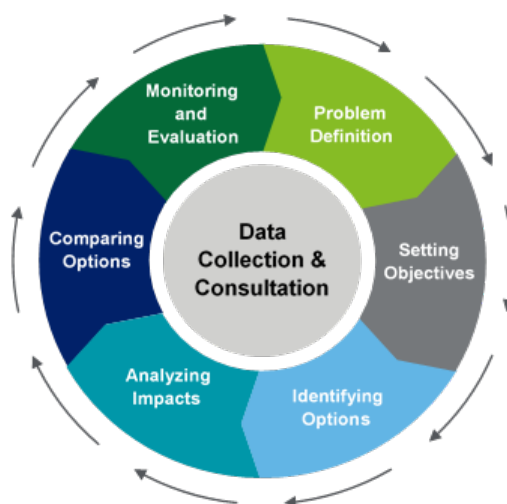 Monitoring
and
Evaluation
Problem
Definition
Setting
Objectives
Identifying
Options
Analyzing
Impacts
Comparing
Options
Data
Collection &
Consultation